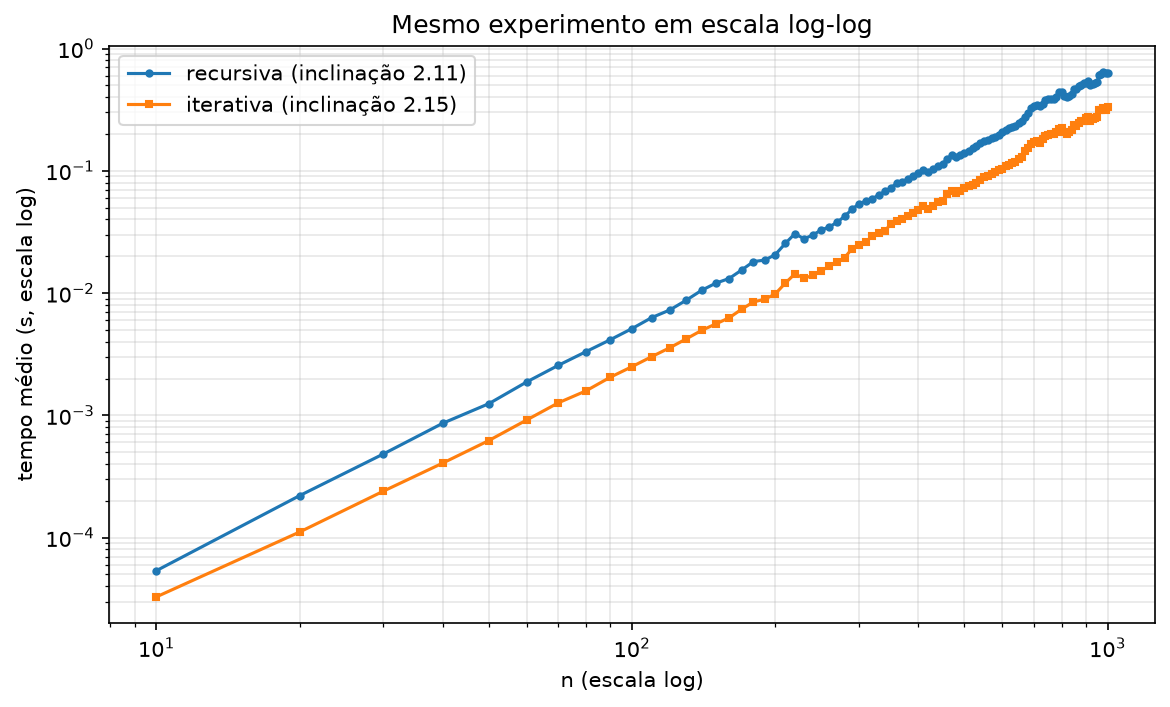 Mesmo experimento em escala log-log
recursiva (inclinação 2.11)
iterativa (inclinação 2.15)
tempo médio (s, escala log)
10⁰
10⁻¹
10⁻²
10⁻³
10⁻⁴
10¹
10²
10³
n (escala log)